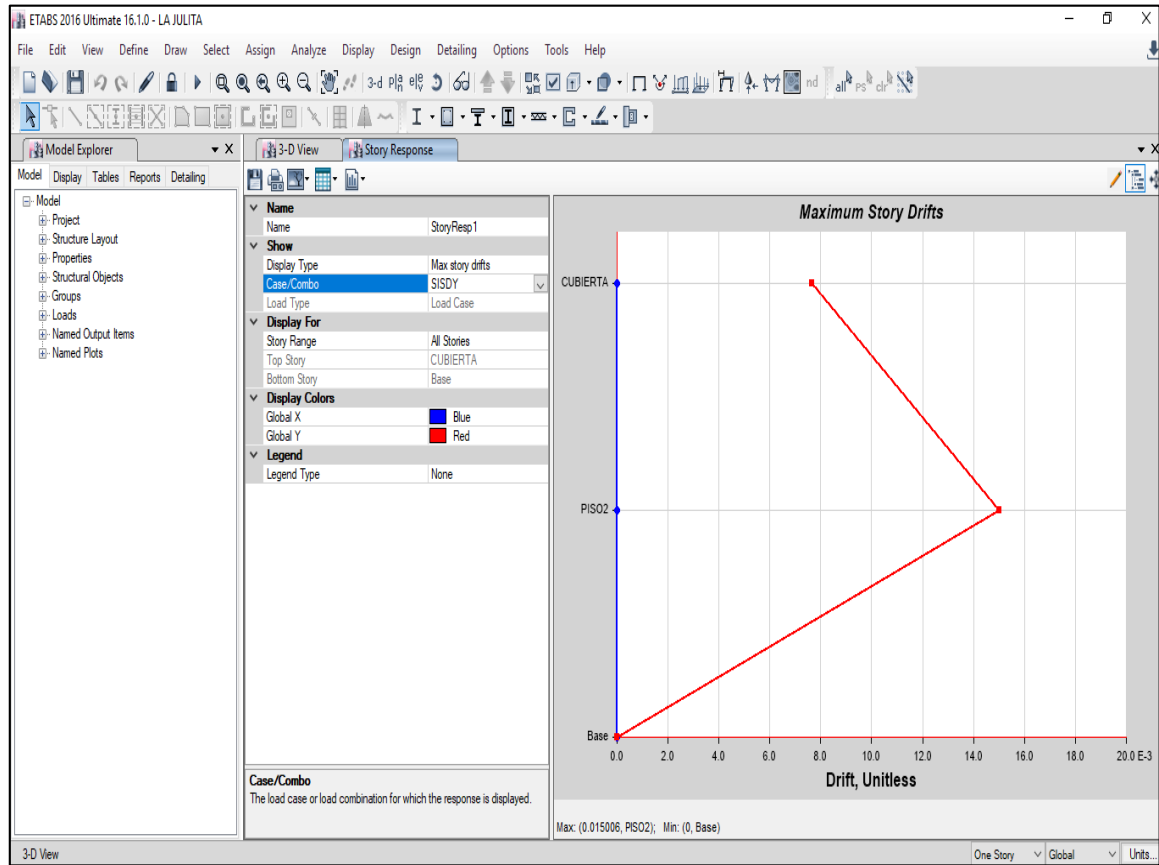 ETABS 2016 Ultimate 16.1.0 - LA JULITA
File Edit View Define Draw Select Assign Analyze Display Design Detailing Options Tools Help
3-d
nd
all
ps
clr
Model Explorer
3-D View
Story Response
Model Display Tables Reports Detailing
Model
Project
Structure Layout
Properties
Structural Objects
Groups
Loads
Named Output Items
Named Plots
Name
Name StoryResp1
Show
Display Type Max story drifts
Case/Combo SISDY
Load Type Load Case
Display For
Story Range All Stories
Top Story CUBIERTA
Bottom Story Base
Display Colors
Global X Blue
Global Y Red
Legend
Legend Type None
Case/Combo
The load case or load combination for which the response is displayed.
Maximum Story Drifts
CUBIERTA
PISO2
Base
0.0 2.0 4.0 6.0 8.0 10.0 12.0 14.0 16.0 18.0 20.0 E-3
Drift, Unitless
Max: (0.015006, PISO2); Min: (0, Base)
3-D View
One Story Global Units...